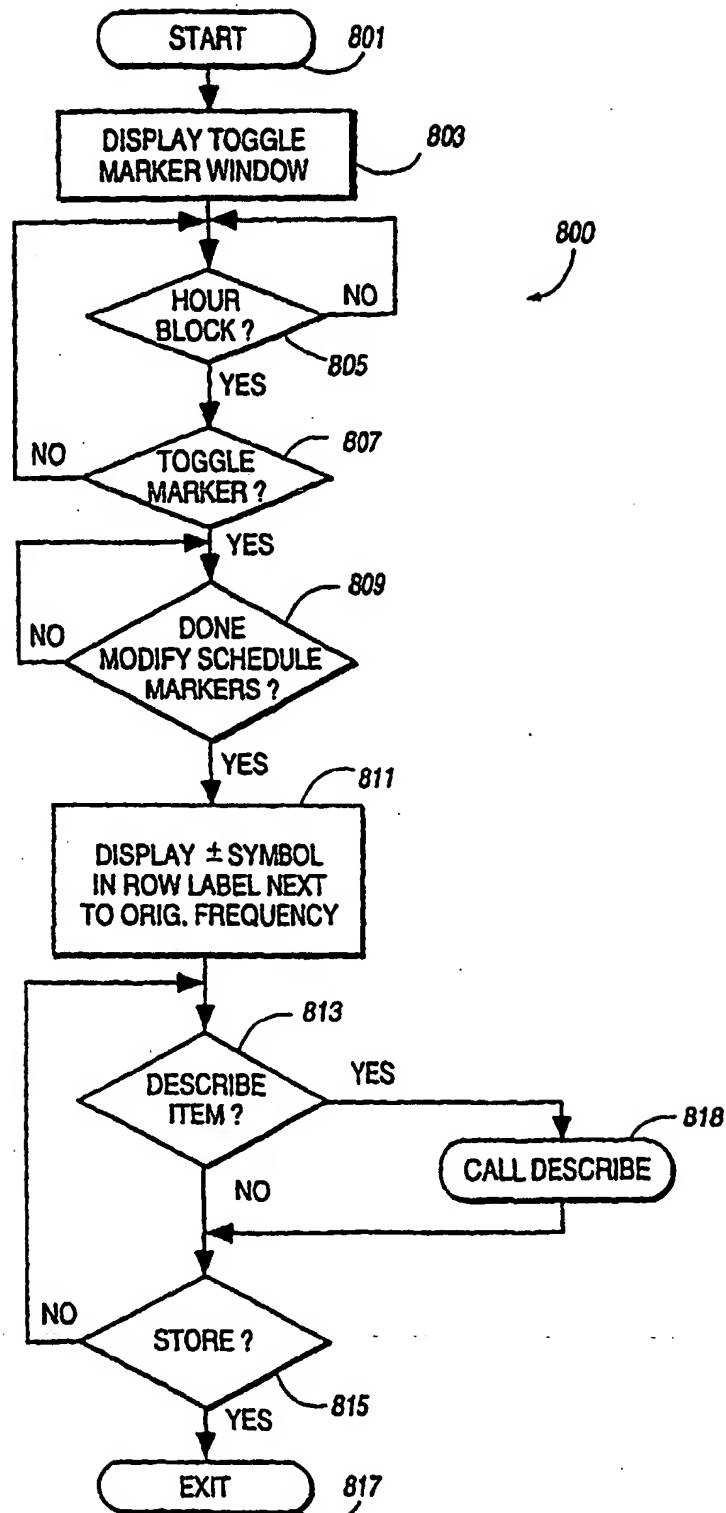 START
801
DISPLAY TOGGLE
MARKER WINDOW
803
800
HOUR
BLOCK ?
NO
805
YES
807
NO
TOGGLE
MARKER ?
YES
809
NO
DONE
MODIFY SCHEDULE
MARKERS ?
YES
811
DISPLAY ± SYMBOL
IN ROW LABEL NEXT
TO ORIG. FREQUENCY
813
DESCRIBE
ITEM ?
YES
818
CALL DESCRIBE
NO
NO
STORE ?
815
YES
EXIT
817